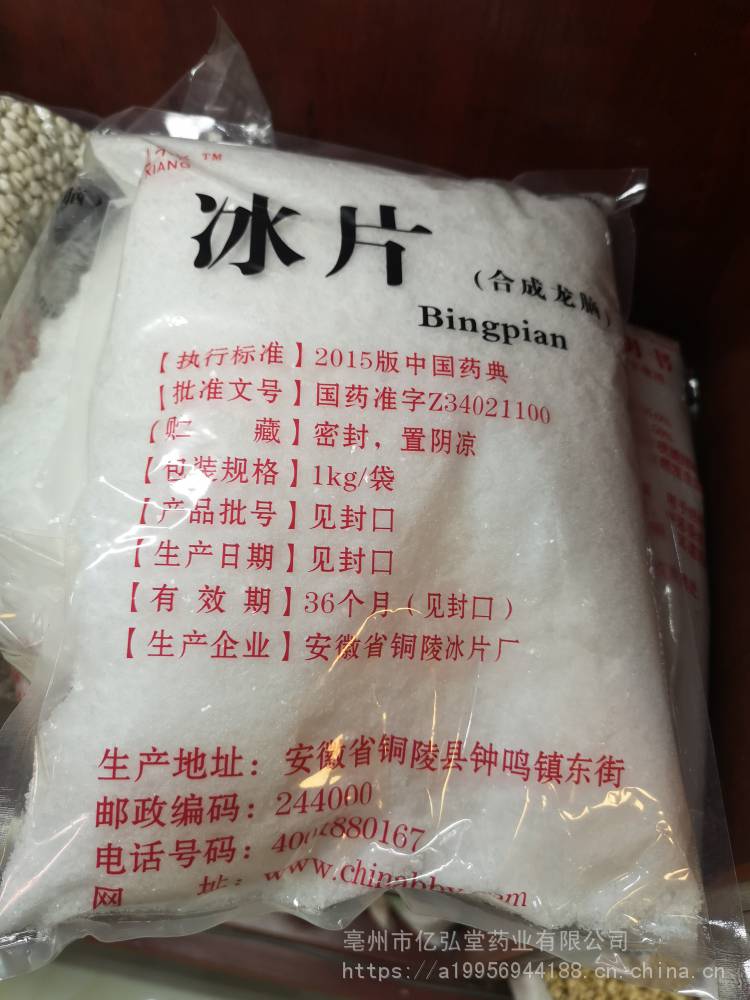 XIANG TM
冰片
(合成龙脑)
Bingpian
【执行标准】2015版中国药典
【批准文号】国药准字Z34021100
【贮 藏】密封，置阴凉
【包装规格】1kg/袋
【产品批号】见封口
【生产日期】见封口
【有 效 期】36个月（见封口）
【生产企业】安徽省铜陵冰片厂
生产地址：安徽省铜陵县钟鸣镇东街
邮政编码：244000
电话号码：
网 址：
亳州市亿弘堂药业有限公司
https://a19956944188.cn.china.cn